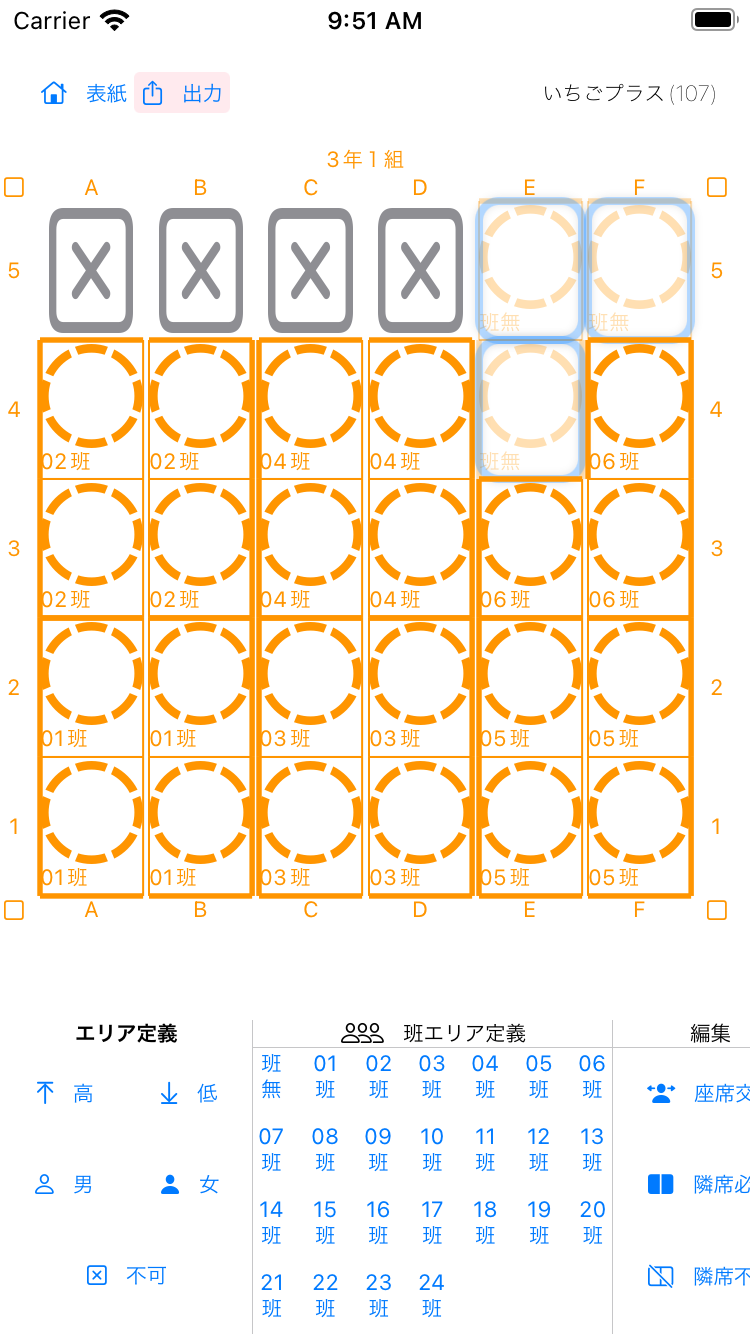 Carrier 9:51 AM
表紙 出力 いちごプラス(107)
3年1組
A B C D E F
5 X X X X 班無 班無 5
4 02班 02班 04班 04班 班無 06班 4
3 02班 02班 04班 04班 06班 06班 3
2 01班 01班 03班 03班 05班 05班 2
1 01班 01班 03班 03班 05班 05班 1
A B C D E F
エリア定義
高 低
男 女
不可
班エリア定義
班無 01班 02班 03班 04班 05班 06班
07班 08班 09班 10班 11班 12班 13班
14班 15班 16班 17班 18班 19班 20班
21班 22班 23班 24班
編集
座席交
隣席必
隣席不